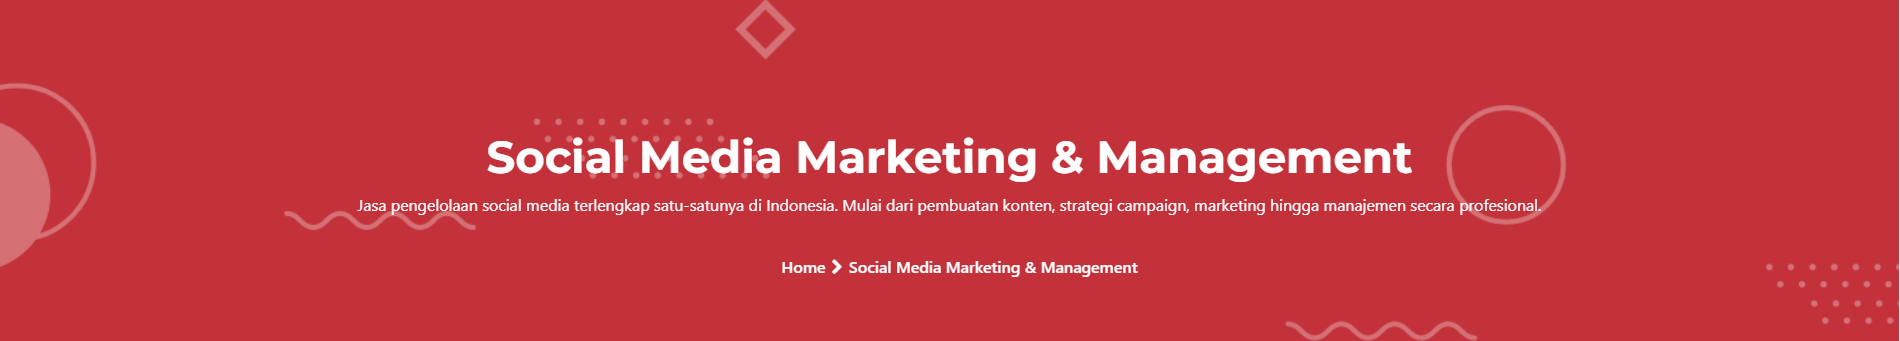 Social Media Marketing & Management
Jasa pengelolaan social media terlengkap satu-satunya di Indonesia. Mulai dari pembuatan konten, strategi campaign, marketing hingga manajemen secara profesional.
Home > Social Media Marketing & Management